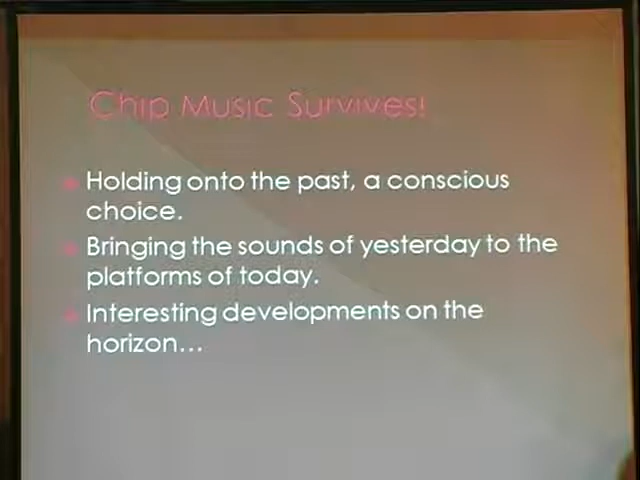 Chip Music Survives!
Holding onto the past, a conscious
choice.
Bringing the sounds of yesterday to the
platforms of today.
Interesting developments on the
horizon…